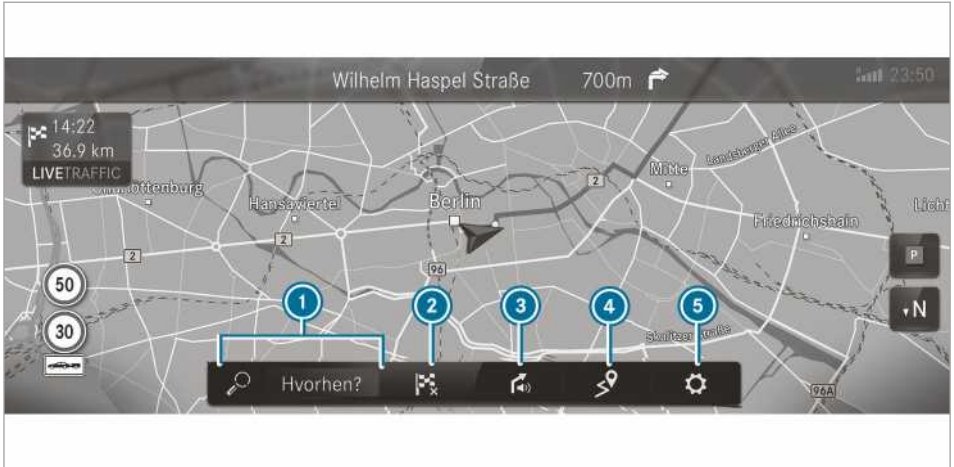 Wilhelm Haspel Straße 700m
23:50
14:22
36.9 km
LIVETRAFFIC
Landsberger Allee
Mitte
2
Hansaviertel
Berlin
Friedrichshain
2
2
96
P
N
50
30
1
2
3
4
5
Hvorhen?
96A